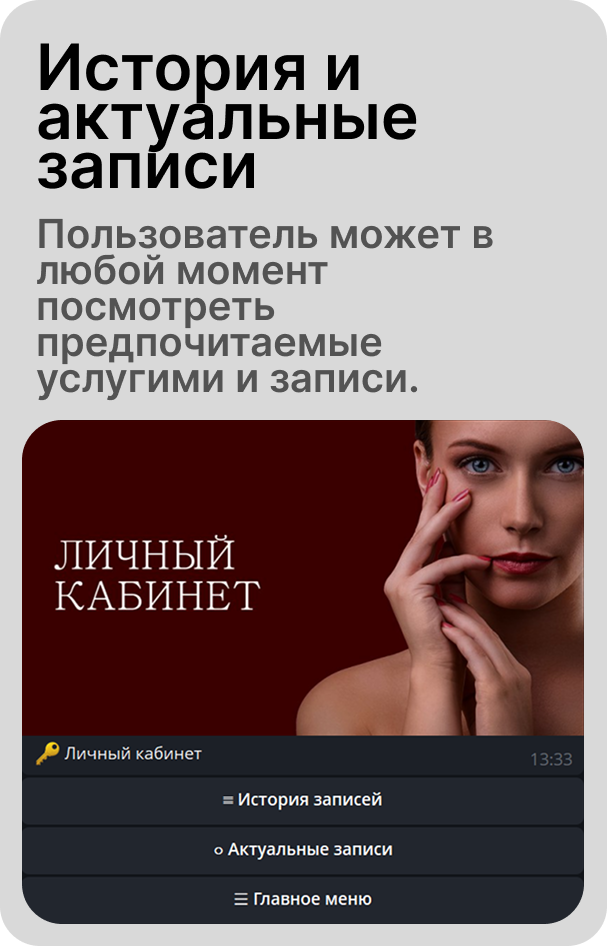 История и
актуальные
записи
Пользователь может в
любой момент
посмотреть
предпочитаемые
услугими и записи.
ЛИЧНЫЙ
КАБИНЕТ
🔑 Личный кабинет
13:33
= История записей
○ Актуальные записи
☰ Главное меню